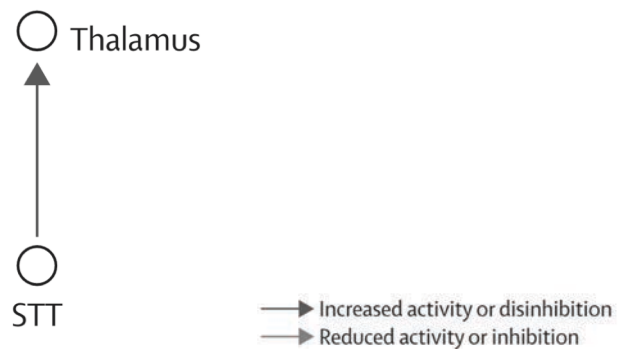 Thalamus
STT
Increased activity or disinhibition
Reduced activity or inhibition